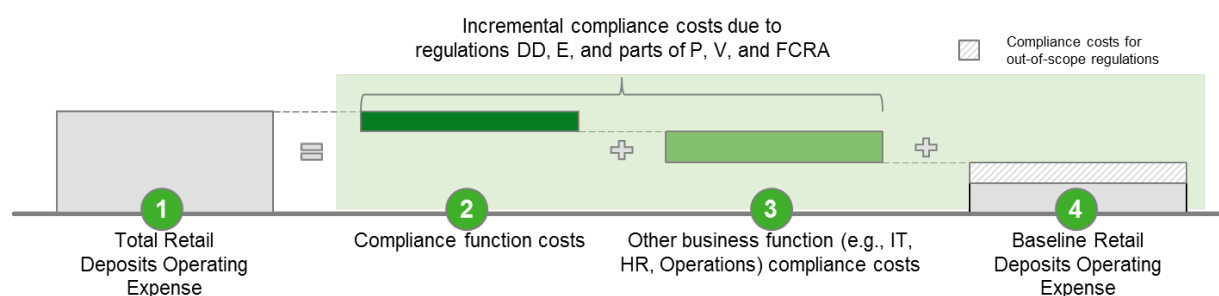 Incremental compliance costs due to
regulations DD, E, and parts of P, V, and FCRA
Compliance costs for
out-of-scope regulations
1
Total Retail
Deposits Operating
Expense
2
Compliance function costs
3
Other business function (e.g., IT,
HR, Operations) compliance costs
4
Baseline Retail
Deposits Operating
Expense